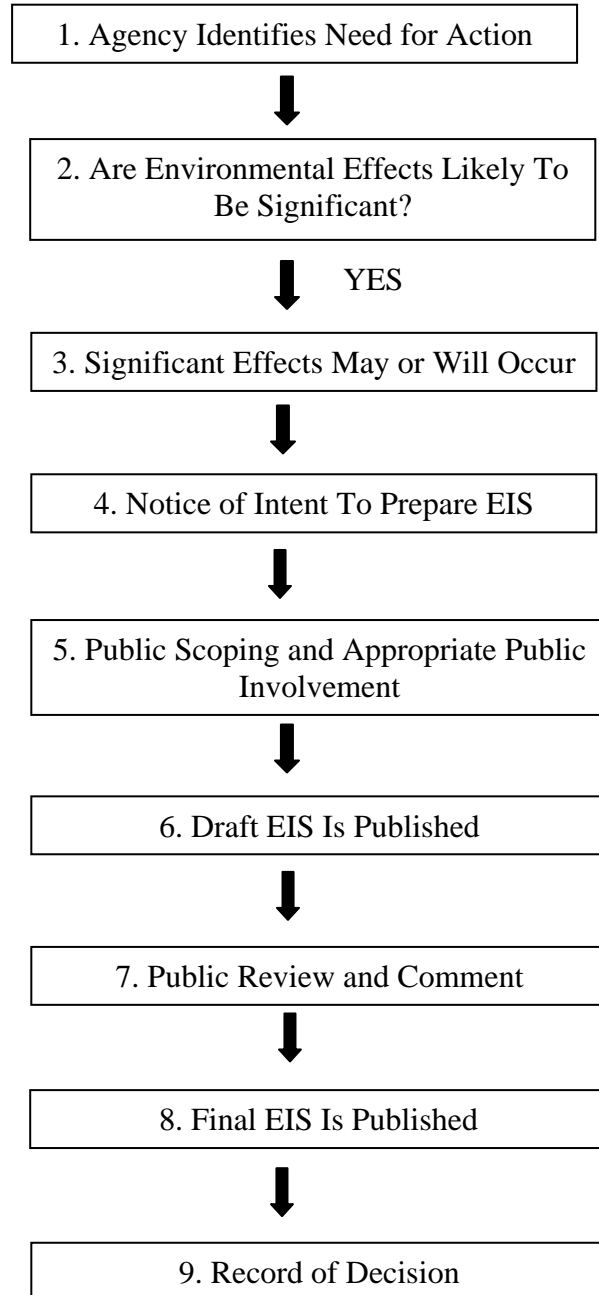 1. Agency Identifies Need for Action
2. Are Environmental Effects Likely To
Be Significant?
YES
3. Significant Effects May or Will Occur
4. Notice of Intent To Prepare EIS
5. Public Scoping and Appropriate Public
Involvement
6. Draft EIS Is Published
7. Public Review and Comment
8. Final EIS Is Published
9. Record of Decision